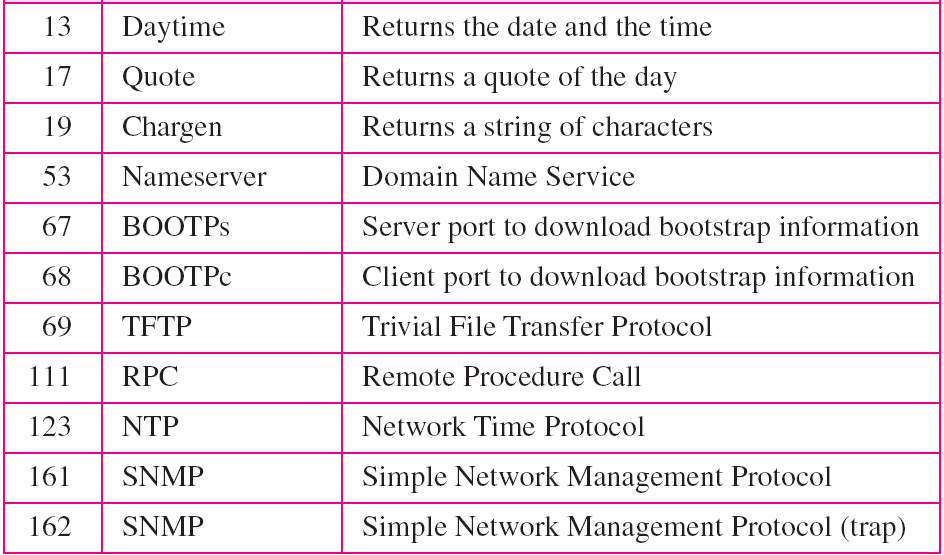 13 Daytime Returns the date and the time
17 Quote Returns a quote of the day
19 Chargen Returns a string of characters
53 Nameserver Domain Name Service
67 BOOTPs Server port to download bootstrap information
68 BOOTPc Client port to download bootstrap information
69 TFTP Trivial File Transfer Protocol
111 RPC Remote Procedure Call
123 NTP Network Time Protocol
161 SNMP Simple Network Management Protocol
162 SNMP Simple Network Management Protocol (trap)